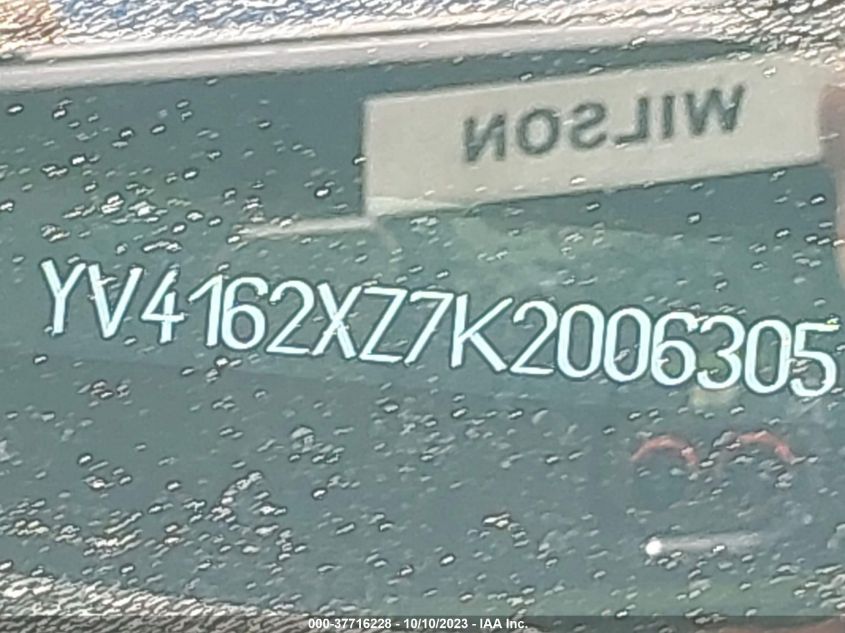 WILSON
YV4162XZ7K2006305
000-37716228 - 10/10/2023 - IAA Inc.